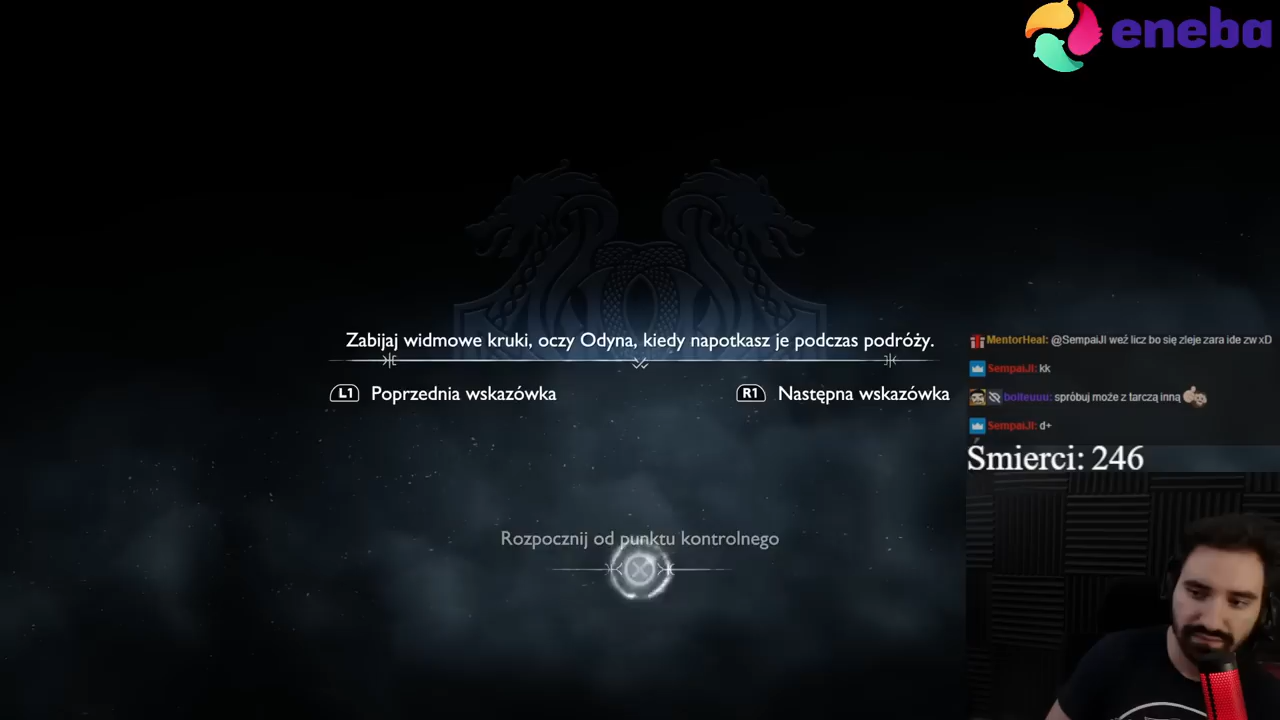 eneba
Zabijaj widmowe kruki, oczy Odyna, kiedy napotkasz je podczas podróży.
L1 Poprzednia wskazówka
R1 Następna wskazówka
MentorHeal: @SempaiJI weź licz bo się zleje zara ide zw xD
SempaiJI: kk
bolteuuu: spróbuj może z tarczą inną
SempaiJI: d+
Śmierci: 246
Rozpocznij od punktu kontrolnego